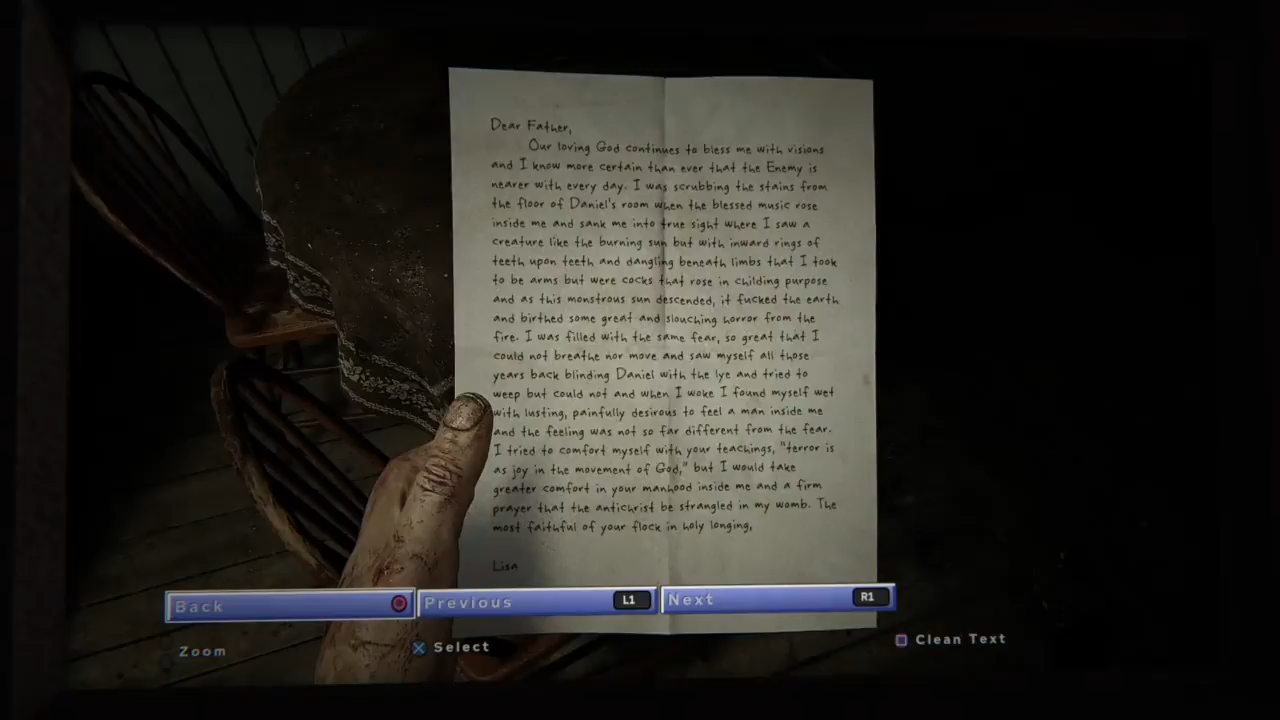 Dear Father,
Our loving God continues to bless me with visions
and I know more certain than ever that the Enemy is
nearer with every day. I was scrubbing the stains from
the floor of Daniel's room when the blessed music rose
inside me and sank me into true sight where I saw a
creature like the burning sun but with inward rings of
teeth upon teeth and dangling beneath limbs that I took
to be arms but were cocks that rose in childing purpose
and as this monstrous sun descended, it fucked the earth
and birthed some great and slouching horror from the
fire. I was filled with the same fear, so great that I
could not breathe nor move and saw myself all those
years back blinding Daniel with the lye and tried to
weep but could not and when I woke I found myself wet
with lusting, painfully desirous to feel a man inside me
and the feeling was not so far different from the fear.
I tried to comfort myself with your teachings, "terror is
as joy in the movement of God," but I would take
greater comfort in your manhood inside me and a firm
prayer that the antichrist be strangled in my womb. The
most faithful of your flock in holy longing,
Lisa
Back
Previous L1
Next R1
Zoom
Select
Clean Text